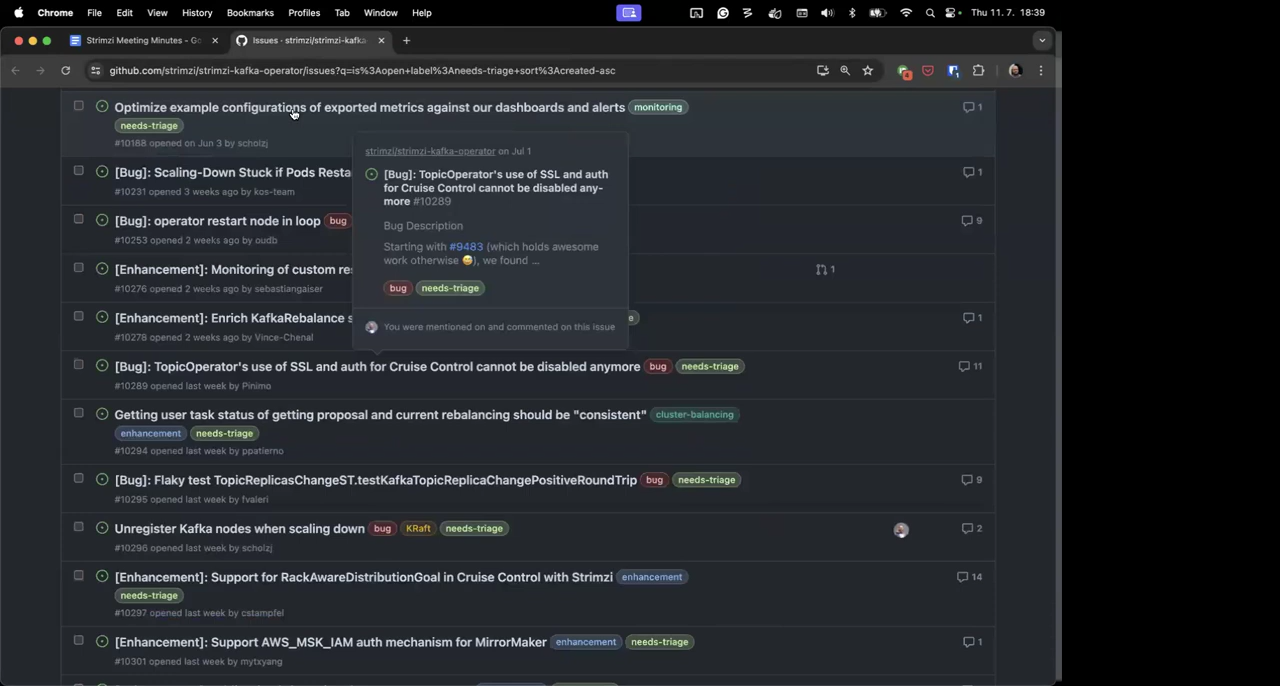 Chrome File Edit View History Bookmarks Profiles Tab Window Help Thu 11. 7. 18:39
Strimzi Meeting Minutes – Go
Issues · strimzi/strimzi-kafka
github.com/strimzi/strimzi-kafka-operator/issues?q=is%3Aopen+label%3Aneeds-triage+sort%3Acreated-asc
Optimize example configurations of exported metrics against our dashboards and alerts monitoring 1
needs-triage
#10188 opened on Jun 3 by scholzj
strimzi/strimzi-kafka-operator on Jul 1
[Bug]: TopicOperator's use of SSL and auth
for Cruise Control cannot be disabled any-
more #10289
Bug Description
Starting with #9483 (which holds awesome
work otherwise 😅), we found ...
bug needs-triage
You were mentioned on and commented on this issue
[Bug]: Scaling-Down Stuck if Pods Resta 1
#10231 opened 3 weeks ago by kos-team
[Bug]: operator restart node in loop bug 9
#10253 opened 2 weeks ago by oudb
[Enhancement]: Monitoring of custom res 1
#10276 opened 2 weeks ago by sebastiangaiser
[Enhancement]: Enrich KafkaRebalance s e 1
#10278 opened 2 weeks ago by Vince-Chenal
[Bug]: TopicOperator's use of SSL and auth for Cruise Control cannot be disabled anymore bug needs-triage 11
#10289 opened last week by Pinimo
Getting user task status of getting proposal and current rebalancing should be "consistent" cluster-balancing
enhancement needs-triage
#10294 opened last week by ppatierno
[Bug]: Flaky test TopicReplicasChangeST.testKafkaTopicReplicaChangePositiveRoundTrip bug needs-triage 9
#10295 opened last week by fvaleri
Unregister Kafka nodes when scaling down bug KRaft needs-triage 2
#10296 opened last week by scholzj
[Enhancement]: Support for RackAwareDistributionGoal in Cruise Control with Strimzi enhancement 14
needs-triage
#10297 opened last week by cstampfel
[Enhancement]: Support AWS_MSK_IAM auth mechanism for MirrorMaker enhancement needs-triage 1
#10301 opened last week by mytxyang